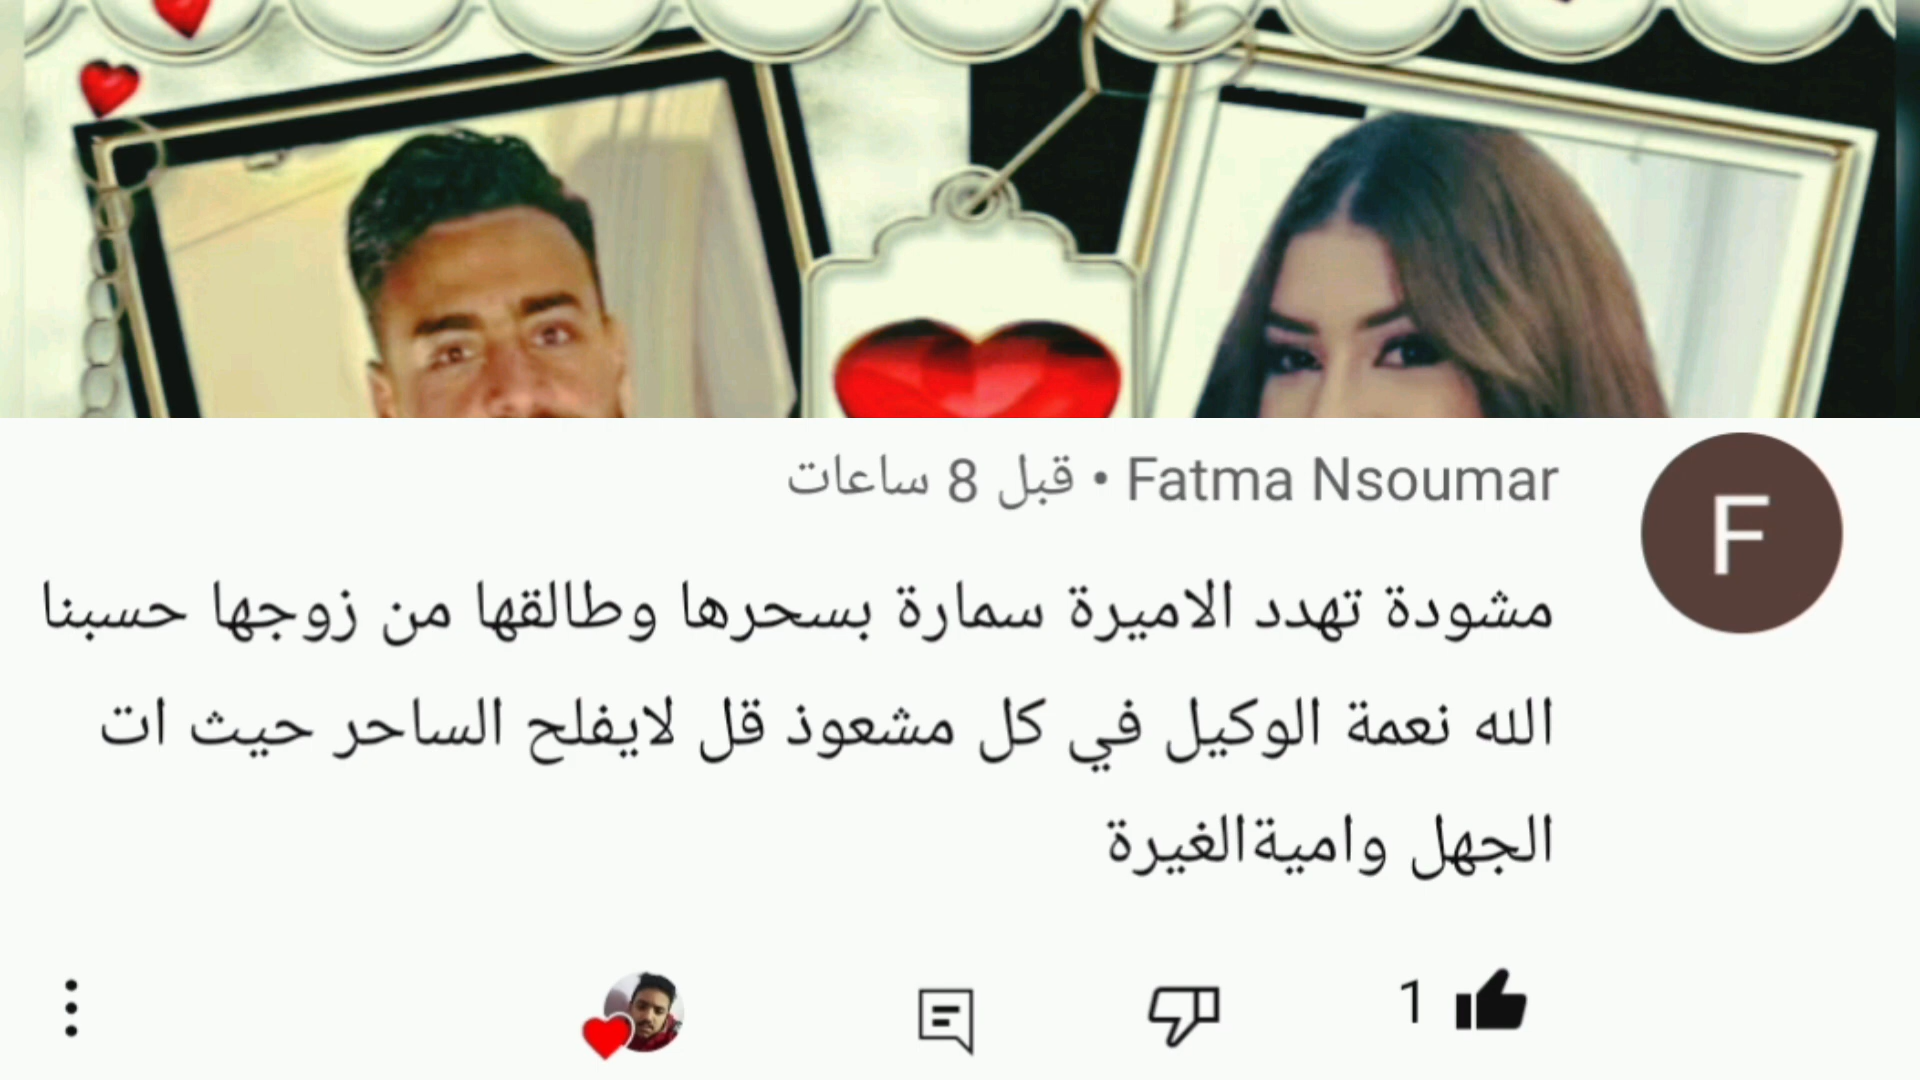 Fatma Nsoumar • قبل 8 ساعات
F
مشودة تهدد الاميرة سمارة بسحرها وطالقها من زوجها حسبنا
الله نعمة الوكيل في كل مشعوذ قل لايفلح الساحر حيث ات
الجهل واميةالغيرة
1